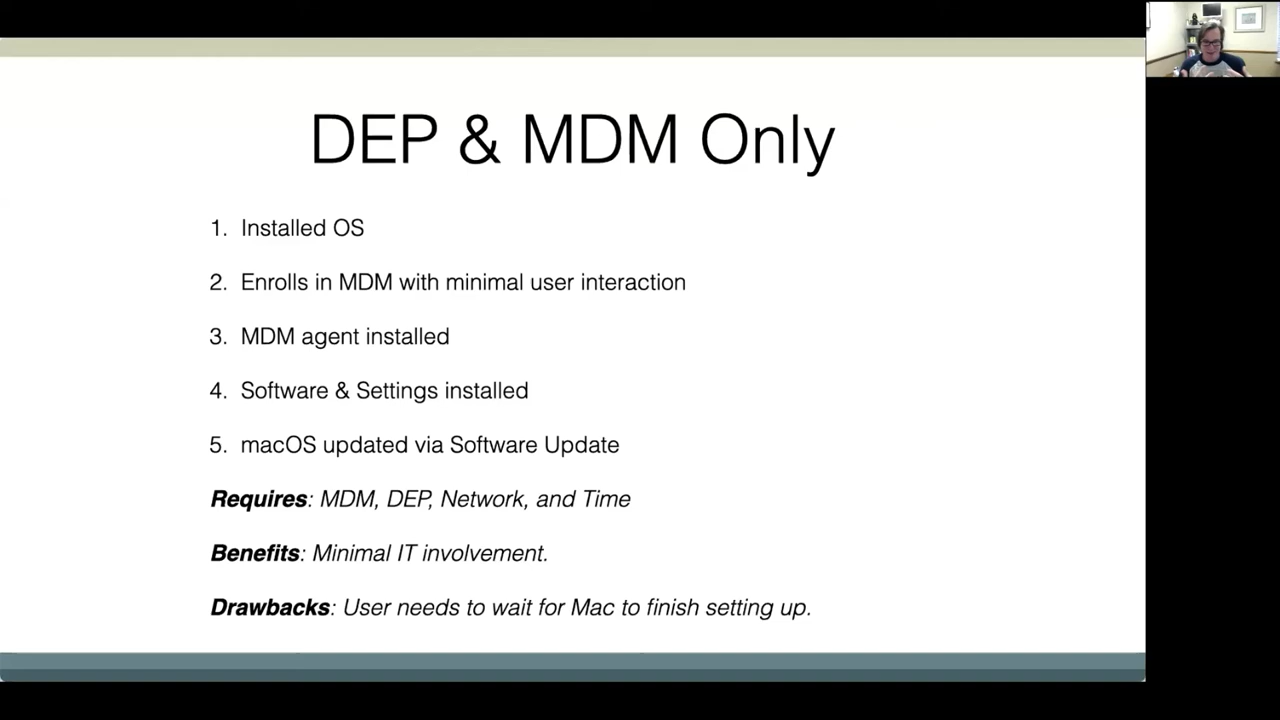 DEP & MDM Only
1. Installed OS
2. Enrolls in MDM with minimal user interaction
3. MDM agent installed
4. Software & Settings installed
5. macOS updated via Software Update
Requires: MDM, DEP, Network, and Time
Benefits: Minimal IT involvement.
Drawbacks: User needs to wait for Mac to finish setting up.